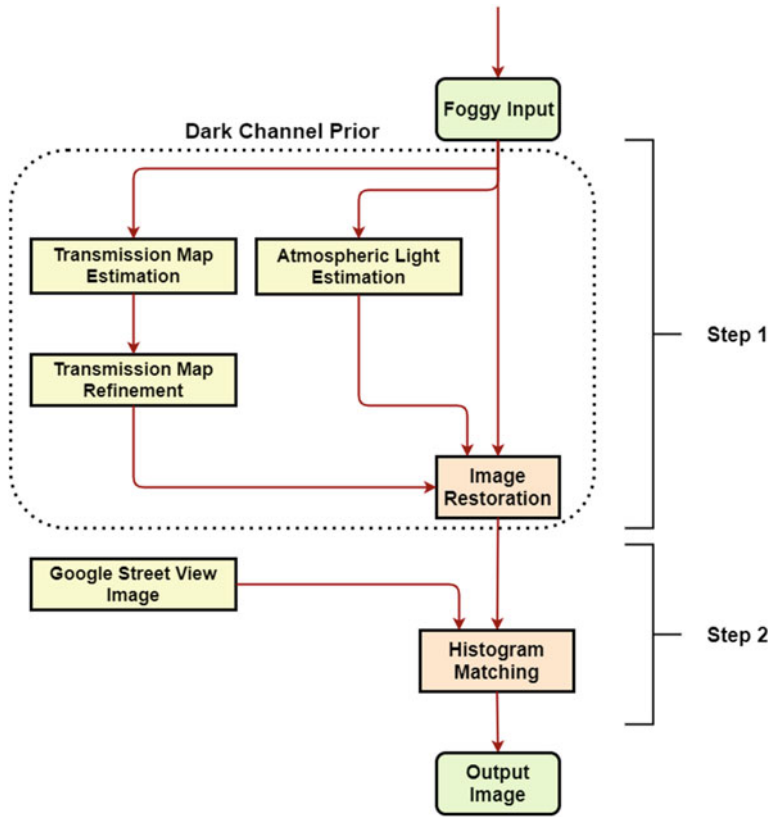 Foggy Input
Dark Channel Prior
Transmission Map
Estimation
Atmospheric Light
Estimation
Step 1
Transmission Map
Refinement
Image
Restoration
Google Street View
Image
Step 2
Histogram
Matching
Output
Image